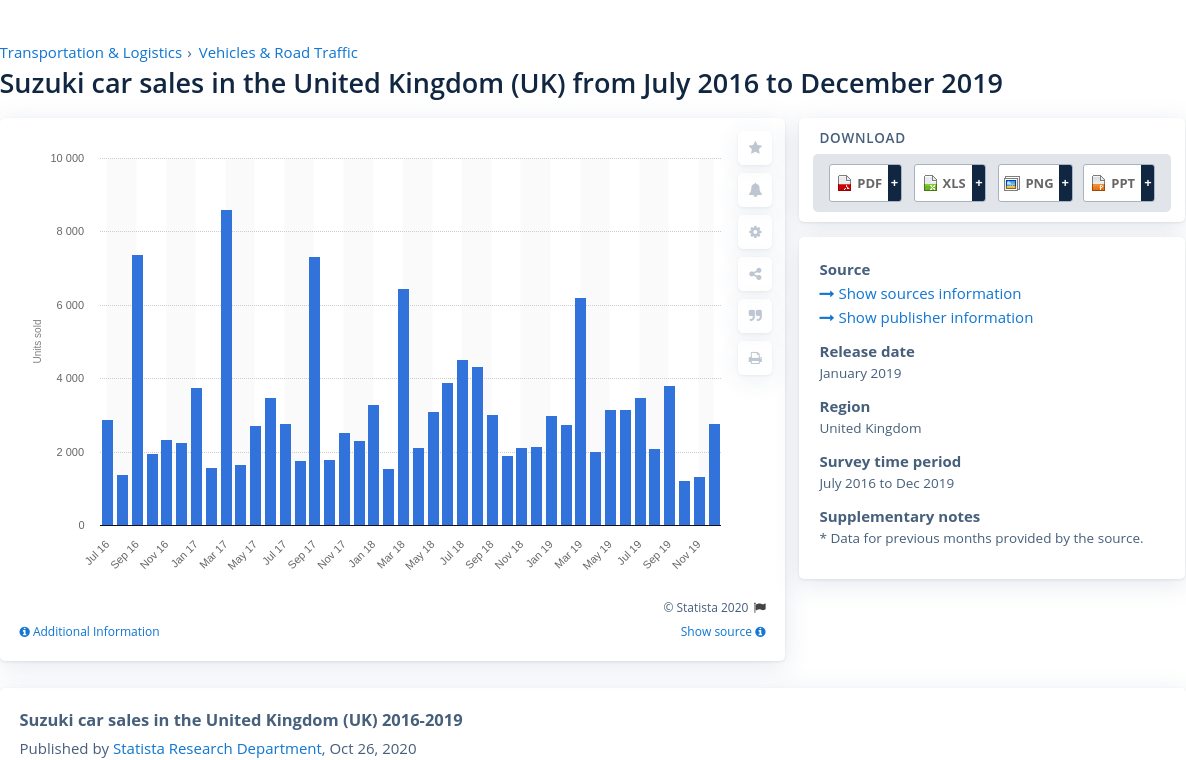 Transportation & Logistics › Vehicles & Road Traffic
Suzuki car sales in the United Kingdom (UK) from July 2016 to December 2019
10 000
8 000
6 000
4 000
2 000
0
Units sold
Jul 16
Sep 16
Nov 16
Jan 17
Mar 17
May 17
Jul 17
Sep 17
Nov 17
Jan 18
Mar 18
May 18
Jul 18
Sep 18
Nov 18
Jan 19
Mar 19
May 19
Jul 19
Sep 19
Nov 19
© Statista 2020
Additional Information
Show source
DOWNLOAD
PDF + XLS + PNG + PPT +
Source
Show sources information
Show publisher information
Release date
January 2019
Region
United Kingdom
Survey time period
July 2016 to Dec 2019
Supplementary notes
* Data for previous months provided by the source.
Suzuki car sales in the United Kingdom (UK) 2016-2019
Published by Statista Research Department, Oct 26, 2020